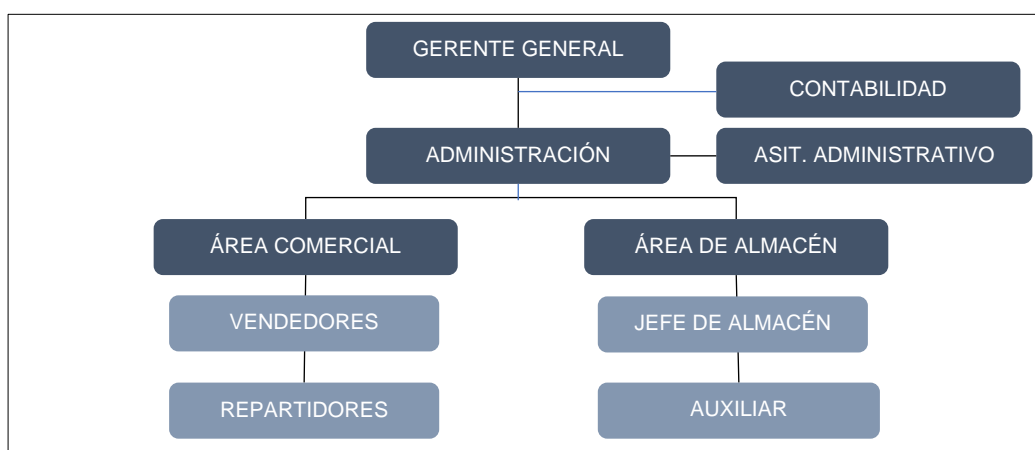 GERENTE GENERAL
CONTABILIDAD
ADMINISTRACIÓN
ASIT. ADMINISTRATIVO
ÁREA COMERCIAL
ÁREA DE ALMACÉN
VENDEDORES
JEFE DE ALMACÉN
REPARTIDORES
AUXILIAR